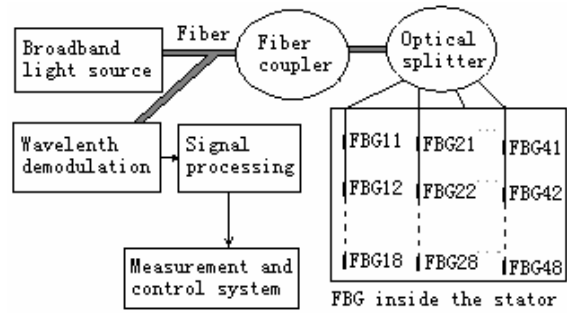 Broadband
light source
Fiber
Fiber
coupler
Optical
splitter
Wavelenth
demodulation
Signal
processing
Measurement and
control system
FBG11 FBG21 FBG41
FBG12 FBG22 FBG42
FBG18 FBG28 FBG48
FBG inside the stator